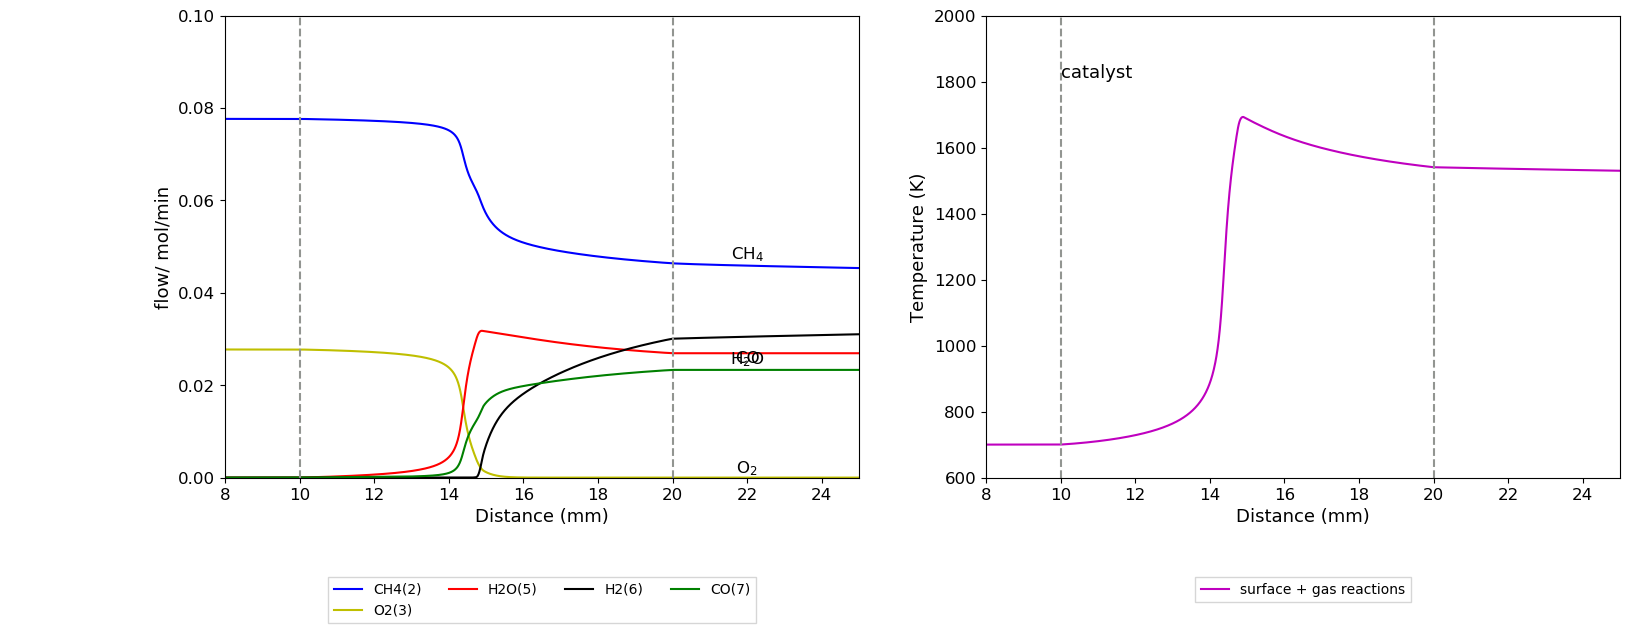 0.10
0.08
0.06
0.04
0.02
0.00
flow/ mol/min
CH₄
CO
H₂O
O₂
8 10 12 14 16 18 20 22 24
Distance (mm)
CH4(2) H2O(5) H2(6) CO(7)
O2(3)
2000
1800
1600
1400
1200
1000
800
600
Temperature (K)
catalyst
8 10 12 14 16 18 20 22 24
Distance (mm)
surface + gas reactions